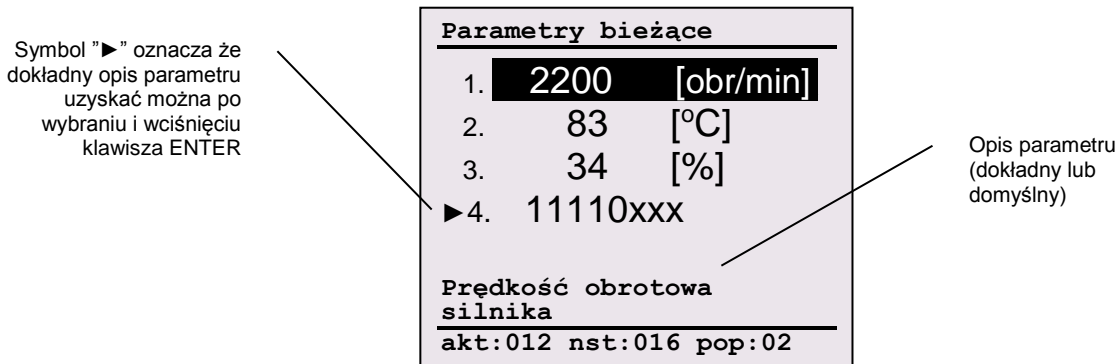 Symbol "►" oznacza że
dokładny opis parametru
uzyskać można po
wybraniu i wciśnięciu
klawisza ENTER
Parametry bieżące
1. 2200 [obr/min]
2. 83 [ºC]
3. 34 [%]
►4. 11110xxx
Prędkość obrotowa
silnika
akt:012 nst:016 pop:02
Opis parametru
(dokładny lub
domyślny)